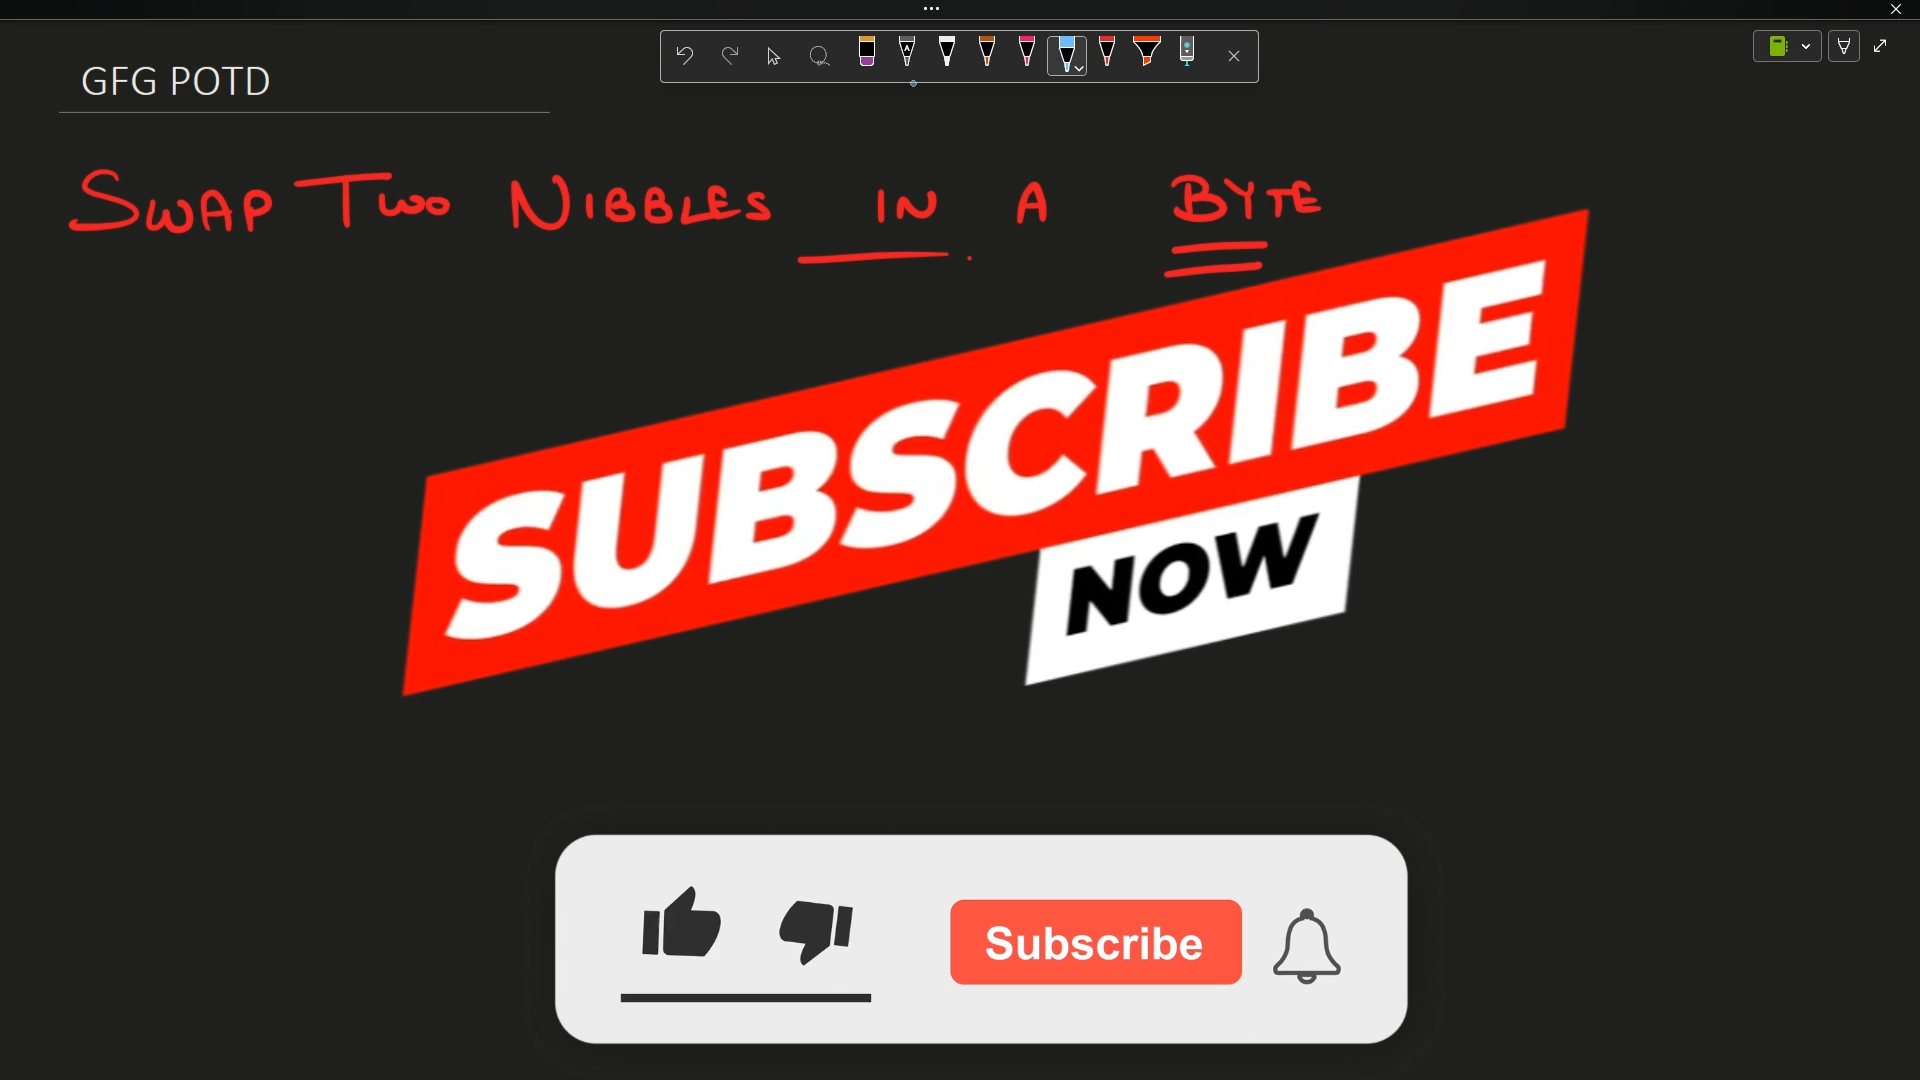 GFG POTD
SWAP TWO NIBBLES IN A BYTE
SUBSCRIBE
NOW
Subscribe